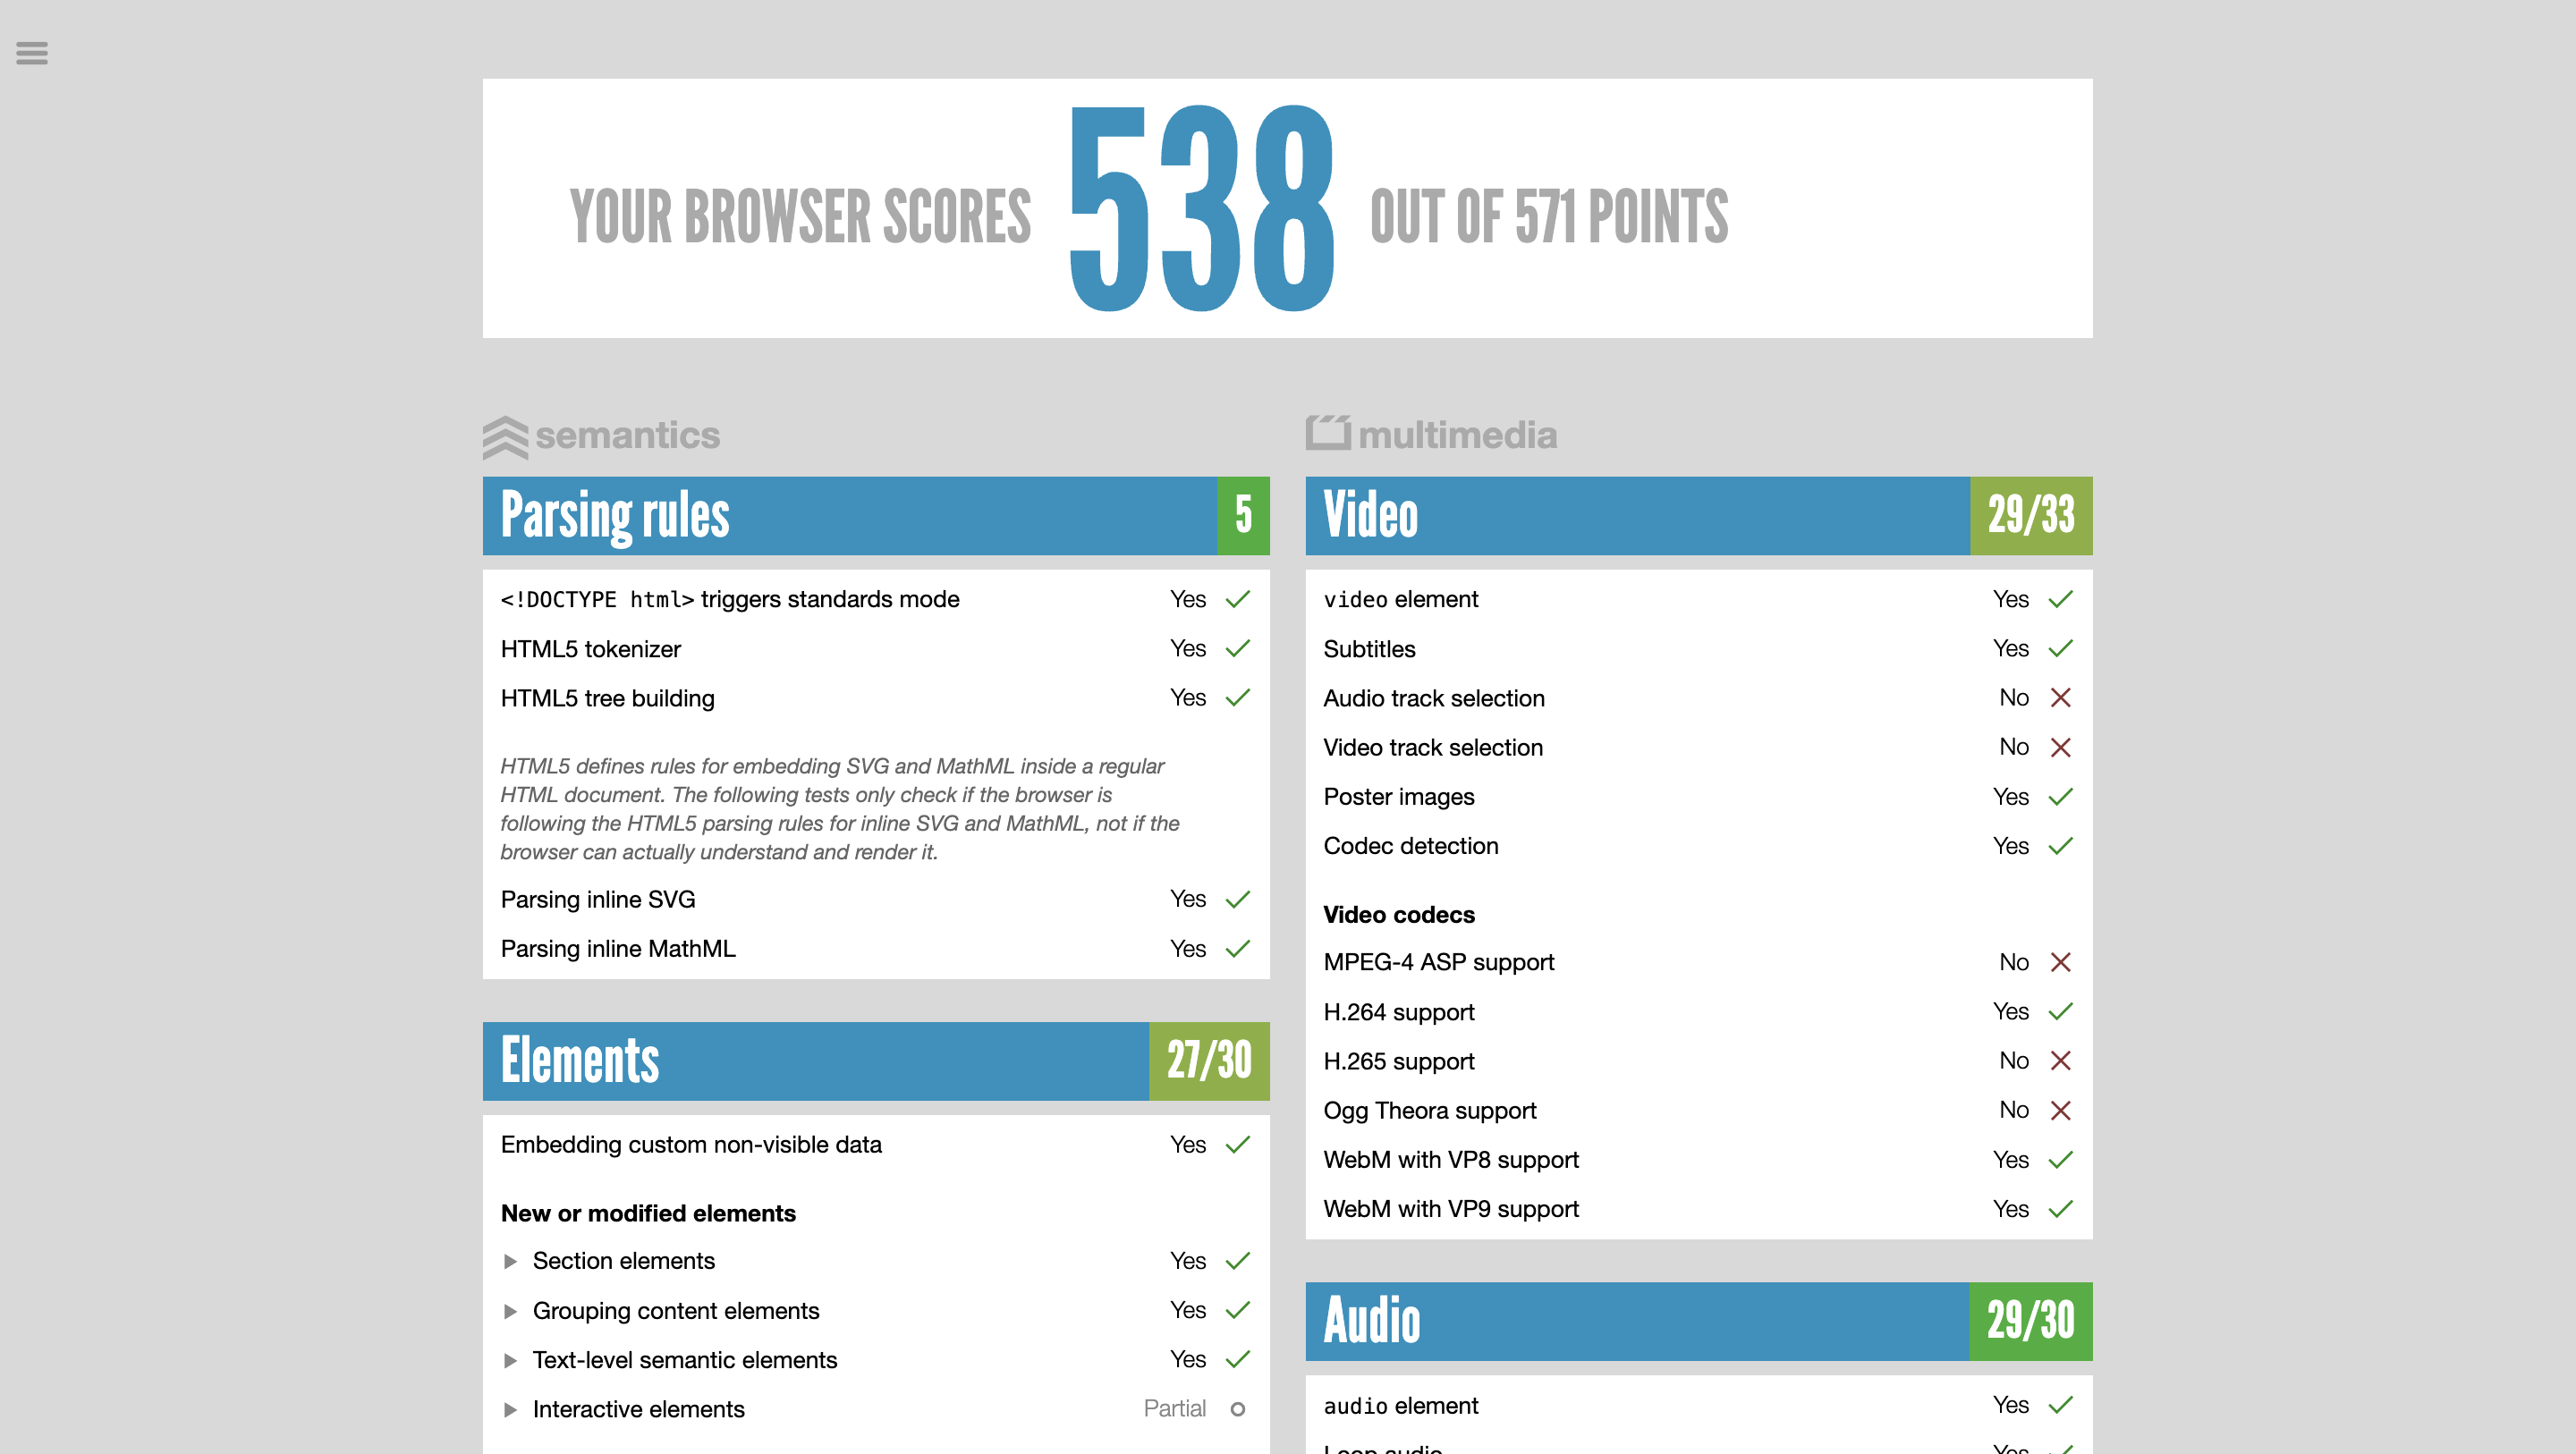 YOUR BROWSER SCORES 538 OUT OF 571 POINTS
semantics
Parsing rules 5
<!DOCTYPE html> triggers standards mode Yes
HTML5 tokenizer Yes
HTML5 tree building Yes
HTML5 defines rules for embedding SVG and MathML inside a regular
HTML document. The following tests only check if the browser is
following the HTML5 parsing rules for inline SVG and MathML, not if the
browser can actually understand and render it.
Parsing inline SVG Yes
Parsing inline MathML Yes
Elements 27/30
Embedding custom non-visible data Yes
New or modified elements
Section elements Yes
Grouping content elements Yes
Text-level semantic elements Yes
Interactive elements Partial
multimedia
Video 29/33
video element Yes
Subtitles Yes
Audio track selection No
Video track selection No
Poster images Yes
Codec detection Yes
Video codecs
MPEG-4 ASP support No
H.264 support Yes
H.265 support No
Ogg Theora support No
WebM with VP8 support Yes
WebM with VP9 support Yes
Audio 29/30
audio element Yes
Loop audio Yes